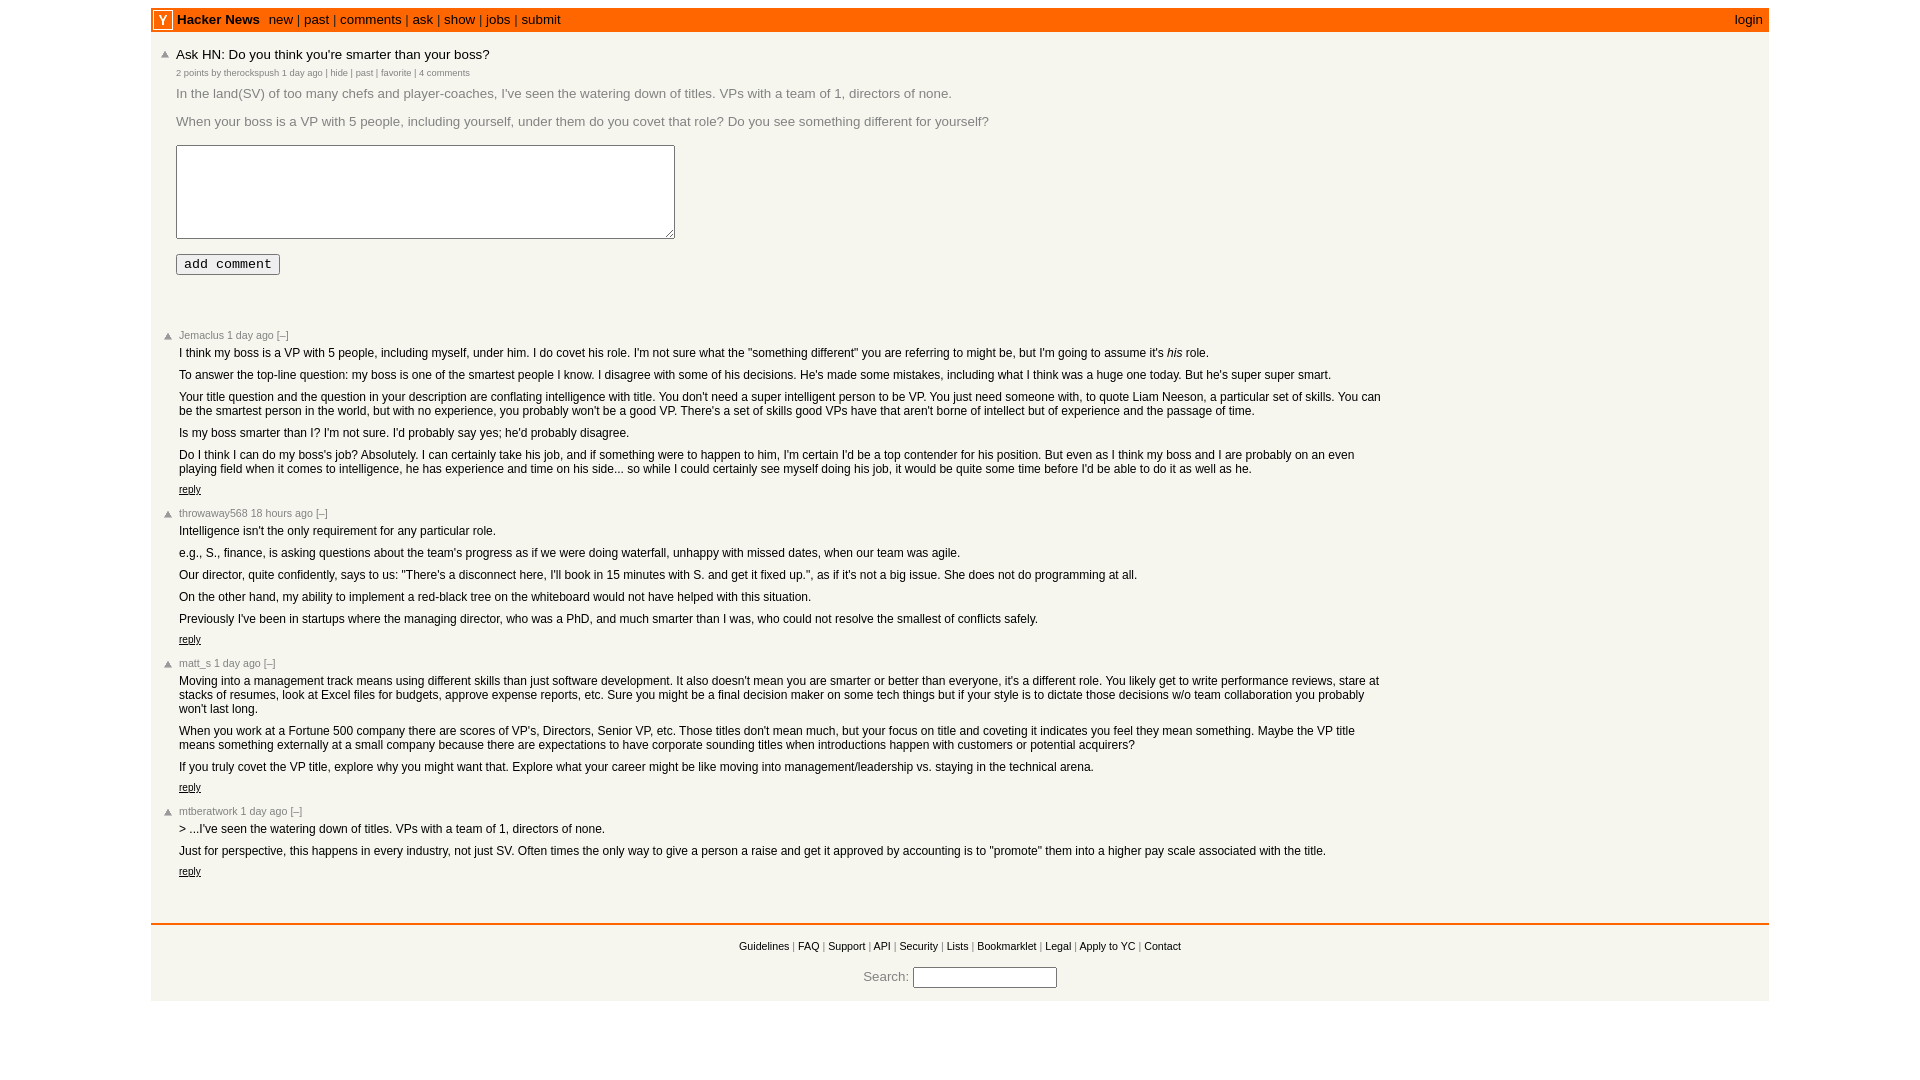 Y Hacker News new | past | comments | ask | show | jobs | submit login
Ask HN: Do you think you're smarter than your boss?
2 points by therockspush 1 day ago | hide | past | favorite | 4 comments
In the land(SV) of too many chefs and player-coaches, I've seen the watering down of titles. VPs with a team of 1, directors of none.
When your boss is a VP with 5 people, including yourself, under them do you covet that role? Do you see something different for yourself?
add comment
Jemaclus 1 day ago [–]
I think my boss is a VP with 5 people, including myself, under him. I do covet his role. I'm not sure what the "something different" you are referring to might be, but I'm going to assume it's his role.
To answer the top-line question: my boss is one of the smartest people I know. I disagree with some of his decisions. He's made some mistakes, including what I think was a huge one today. But he's super super smart.
Your title question and the question in your description are conflating intelligence with title. You don't need a super intelligent person to be VP. You just need someone with, to quote Liam Neeson, a particular set of skills. You can
be the smartest person in the world, but with no experience, you probably won't be a good VP. There's a set of skills good VPs have that aren't borne of intellect but of experience and the passage of time.
Is my boss smarter than I? I'm not sure. I'd probably say yes; he'd probably disagree.
Do I think I can do my boss's job? Absolutely. I can certainly take his job, and if something were to happen to him, I'm certain I'd be a top contender for his position. But even as I think my boss and I are probably on an even
playing field when it comes to intelligence, he has experience and time on his side... so while I could certainly see myself doing his job, it would be quite some time before I'd be able to do it as well as he.
reply
throwaway568 18 hours ago [–]
Intelligence isn't the only requirement for any particular role.
e.g., S., finance, is asking questions about the team's progress as if we were doing waterfall, unhappy with missed dates, when our team was agile.
Our director, quite confidently, says to us: "There's a disconnect here, I'll book in 15 minutes with S. and get it fixed up.", as if it's not a big issue. She does not do programming at all.
On the other hand, my ability to implement a red-black tree on the whiteboard would not have helped with this situation.
Previously I've been in startups where the managing director, who was a PhD, and much smarter than I was, who could not resolve the smallest of conflicts safely.
reply
matt_s 1 day ago [–]
Moving into a management track means using different skills than just software development. It also doesn't mean you are smarter or better than everyone, it's a different role. You likely get to write performance reviews, stare at
stacks of resumes, look at Excel files for budgets, approve expense reports, etc. Sure you might be a final decision maker on some tech things but if your style is to dictate those decisions w/o team collaboration you probably
won't last long.
When you work at a Fortune 500 company there are scores of VP's, Directors, Senior VP, etc. Those titles don't mean much, but your focus on title and coveting it indicates you feel they mean something. Maybe the VP title
means something externally at a small company because there are expectations to have corporate sounding titles when introductions happen with customers or potential acquirers?
If you truly covet the VP title, explore why you might want that. Explore what your career might be like moving into management/leadership vs. staying in the technical arena.
reply
mtberatwork 1 day ago [–]
> ...I've seen the watering down of titles. VPs with a team of 1, directors of none.
Just for perspective, this happens in every industry, not just SV. Often times the only way to give a person a raise and get it approved by accounting is to "promote" them into a higher pay scale associated with the title.
reply
Guidelines | FAQ | Support | API | Security | Lists | Bookmarklet | Legal | Apply to YC | Contact
Search: